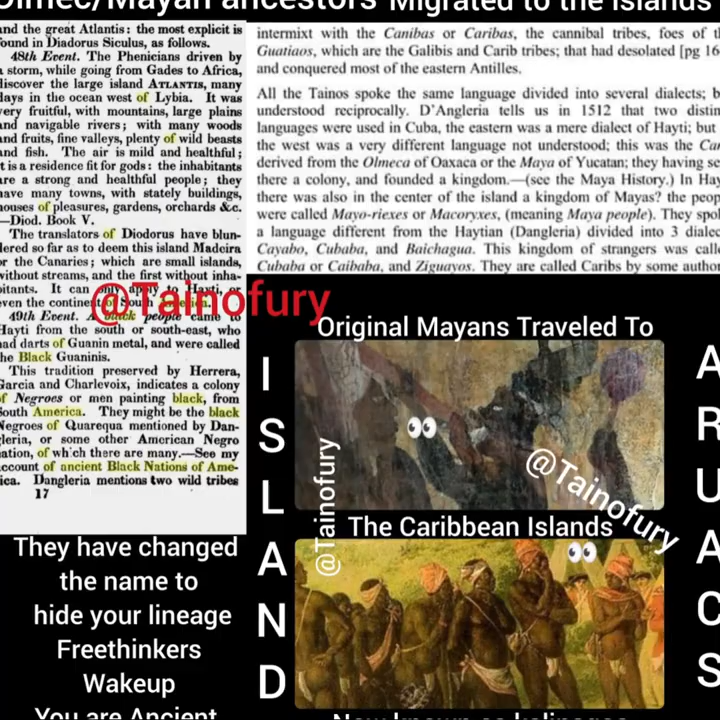 Olmec/Mayan ancestors Migrated to the Islands
and the great Atlantis: the most explicit is
found in Diadorus Siculus, as follows.
48th Ecent. The Phenicians driven by
a storm, while going from Gades to Africa,
discover the large island ATLANTIS, many
days in the ocean west of Lybia. It was
very fruitful, with mountains, large plains
and navigable rivers; with many woods
and fruits, fine valleys, plenty of wild beasts
and fish. The air is mild and healthful;
it is a residence fit for gods: the inhabitants
are a strong and healthful people; they
have many towns, with stately buildings,
houses of pleasures, gardens, orchards &c.
—Diod. Book V.
The translators of Diodorus have blun-
dered so far as to deem this island Madeira
or the Canaries; which are small islands,
without streams, and the first without inha-
bitants. It can only apply to Hayti, or
even the continent of South America.
49th Ecent. A black people came to
Hayti from the south or south-east, who
had darts of Guanin metal, and were called
the Black Guaninis.
This tradition preserved by Herrera,
Garcia and Charlevoix, indicates a colony
of Negroes or men painting black, from
South America. They might be the black
Negroes of Quarequa mentioned by Dan-
gleria, or some other American Negro
nation, of which there are many.—See my
account of ancient Black Nations of Ame-
rica. Dangleria mentions two wild tribes
17
intermixt with the Canibas or Caribas, the cannibal tribes, foes of th
Guatiaos, which are the Galibis and Carib tribes; that had desolated [pg 16
and conquered most of the eastern Antilles.
All the Tainos spoke the same language divided into several dialects; b
understood reciprocally. D'Angleria tells us in 1512 that two distin
languages were used in Cuba, the eastern was a mere dialect of Hayti; but
the west was a very different language not understood; this was the Car
derived from the Olmeca of Oaxaca or the Maya of Yucatan; they having se
there a colony, and founded a kingdom.—(see the Maya History.) In Hay
there was also in the center of the island a kingdom of Mayas? the peop
were called Mayo-riexes or Macoryxes, (meaning Maya people). They spol
a language different from the Haytian (Dangleria) divided into 3 dialec
Cayabo, Cubaba, and Baichagua. This kingdom of strangers was calle
Cubaba or Caibaba, and Ziguayos. They are called Caribs by some author
@Tainofury
Original Mayans Traveled To
@Tainofury
@Tainofury
The Caribbean Islands
ISLAND
ARUACS
They have changed
the name to
hide your lineage
Freethinkers
Wakeup
You are Ancient
Now known as